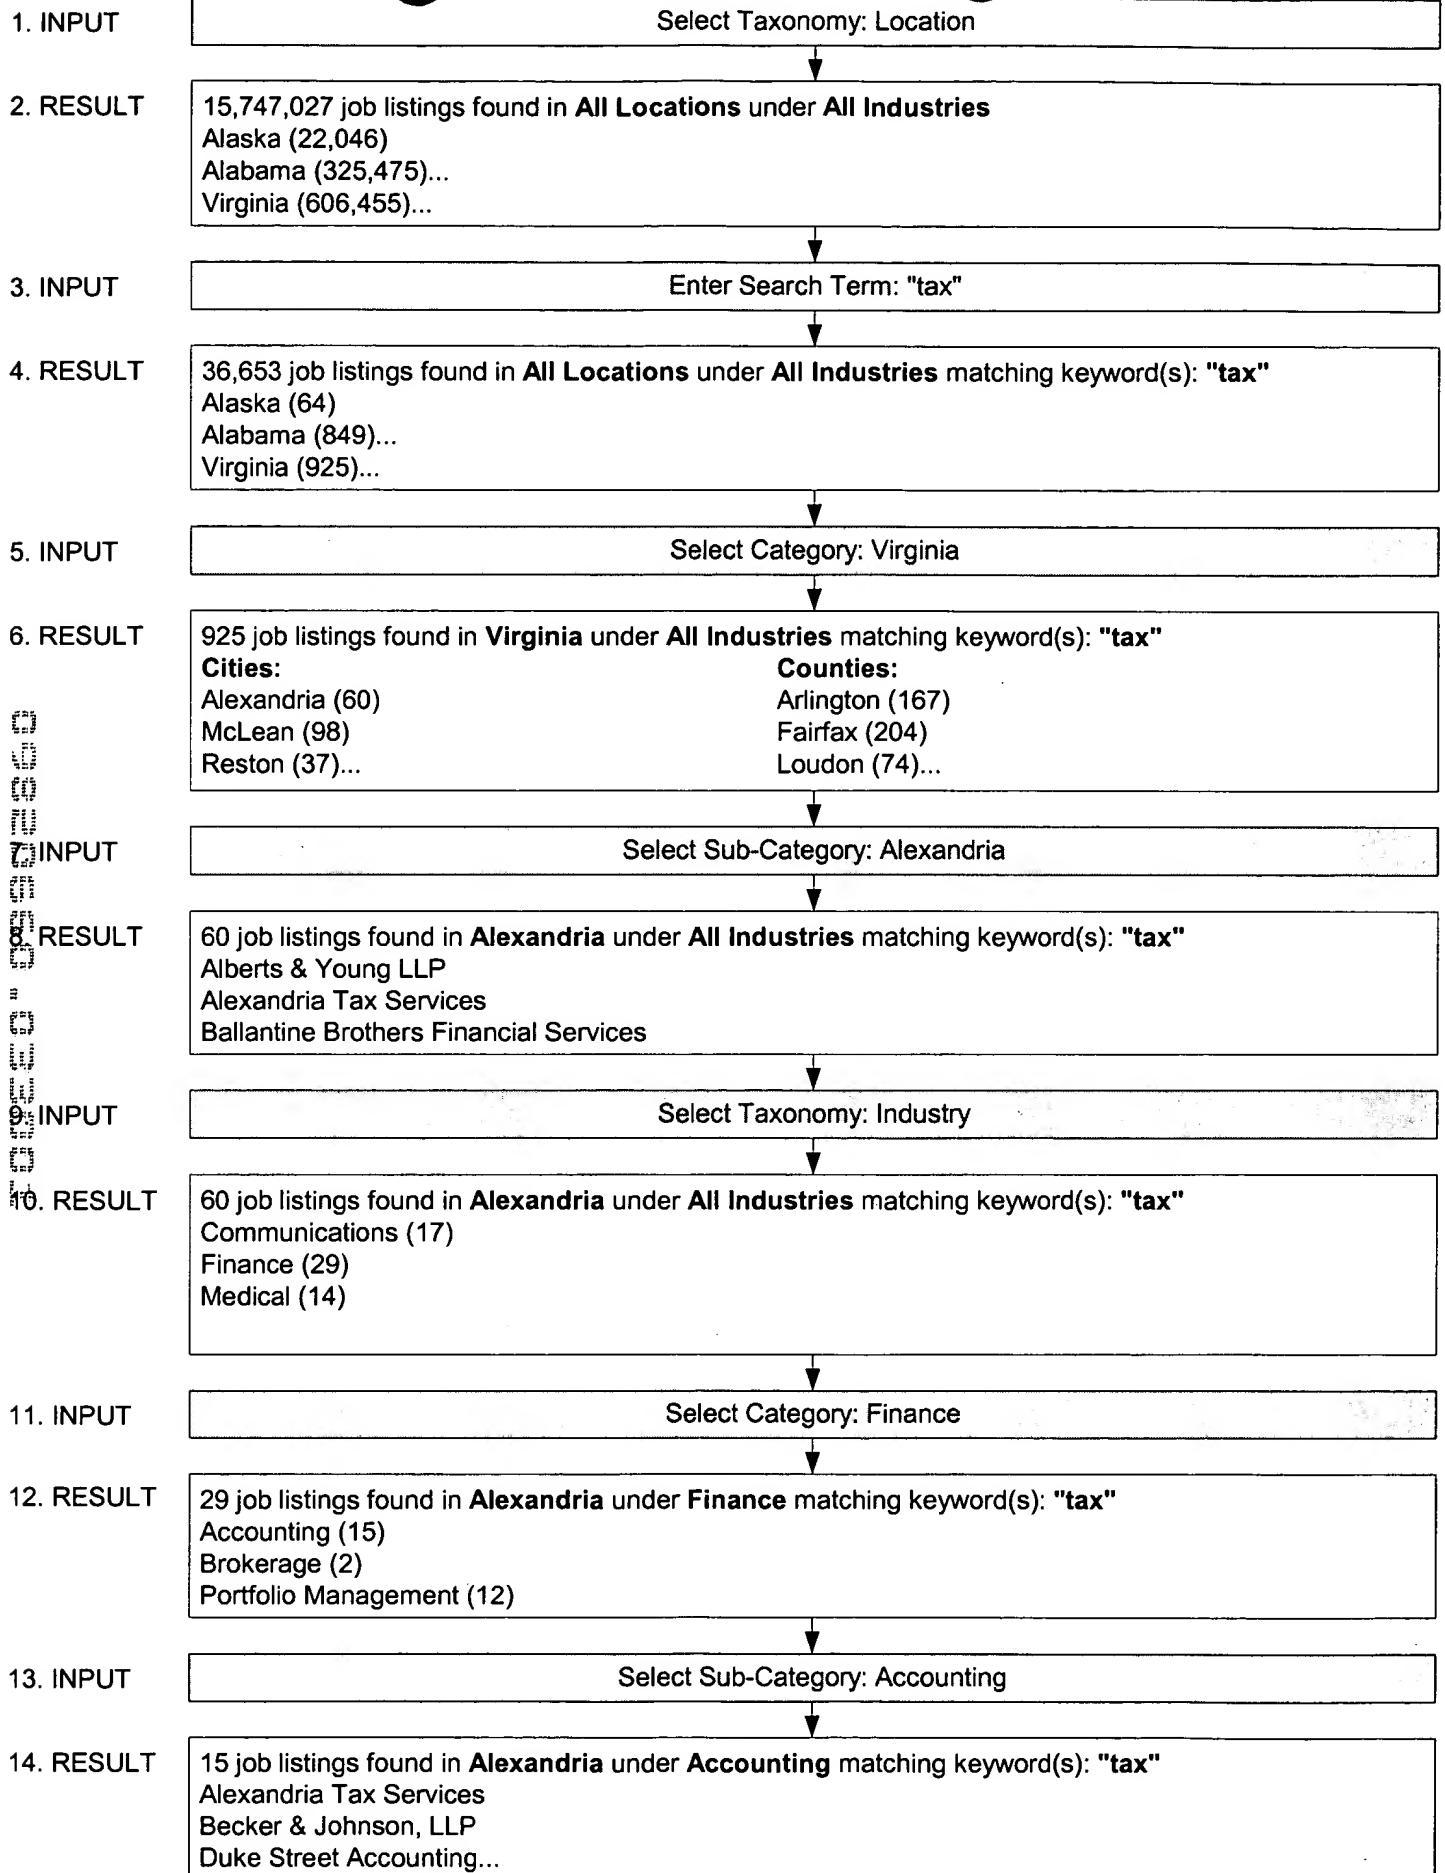 1. INPUT
Select Taxonomy: Location
2. RESULT
15,747,027 job listings found in All Locations under All Industries
Alaska (22,046)
Alabama (325,475)...
Virginia (606,455)...
3. INPUT
Enter Search Term: "tax"
4. RESULT
36,653 job listings found in All Locations under All Industries matching keyword(s): "tax"
Alaska (64)
Alabama (849)...
Virginia (925)...
5. INPUT
Select Category: Virginia
6. RESULT
925 job listings found in Virginia under All Industries matching keyword(s): "tax"
Cities:
Alexandria (60)
McLean (98)
Reston (37)...
Counties:
Arlington (167)
Fairfax (204)
Loudon (74)...
7. INPUT
Select Sub-Category: Alexandria
8. RESULT
60 job listings found in Alexandria under All Industries matching keyword(s): "tax"
Alberts & Young LLP
Alexandria Tax Services
Ballantine Brothers Financial Services
9. INPUT
Select Taxonomy: Industry
10. RESULT
60 job listings found in Alexandria under All Industries matching keyword(s): "tax"
Communications (17)
Finance (29)
Medical (14)
11. INPUT
Select Category: Finance
12. RESULT
29 job listings found in Alexandria under Finance matching keyword(s): "tax"
Accounting (15)
Brokerage (2)
Portfolio Management (12)
13. INPUT
Select Sub-Category: Accounting
14. RESULT
15 job listings found in Alexandria under Accounting matching keyword(s): "tax"
Alexandria Tax Services
Becker & Johnson, LLP
Duke Street Accounting...